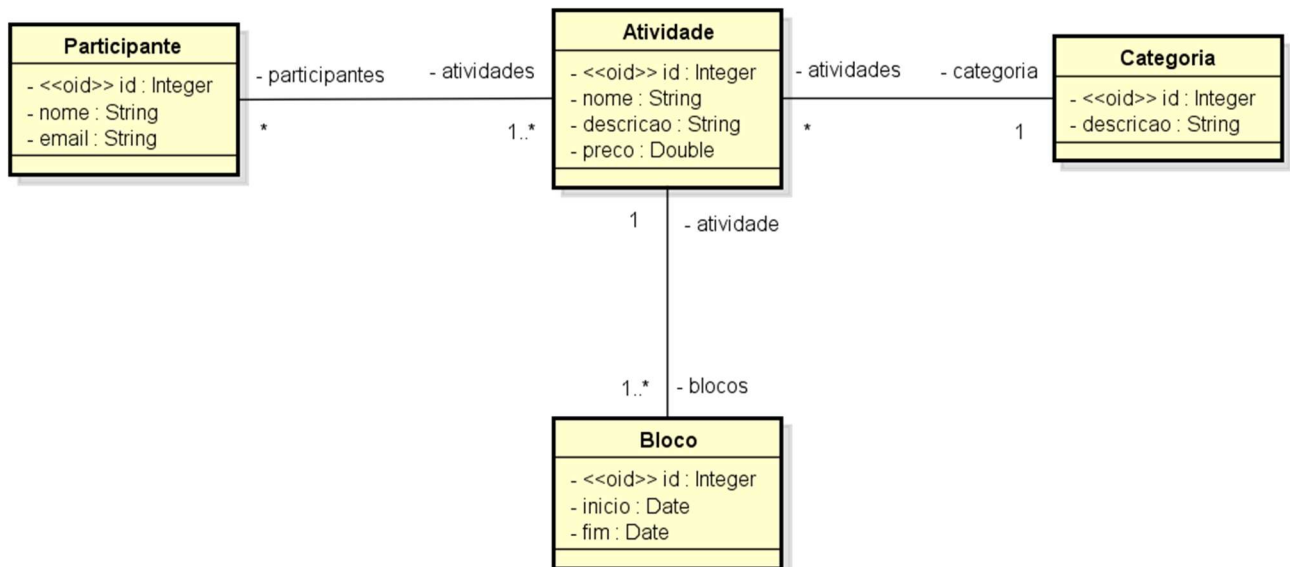 Participante
- <<oid>> id : Integer
- nome : String
- email : String
- participantes
*
- atividades
1..*
Atividade
- <<oid>> id : Integer
- nome : String
- descricao : String
- preco : Double
- atividades
*
- categoria
1
Categoria
- <<oid>> id : Integer
- descricao : String
1
- atividade
1..*
- blocos
Bloco
- <<oid>> id : Integer
- inicio : Date
- fim : Date